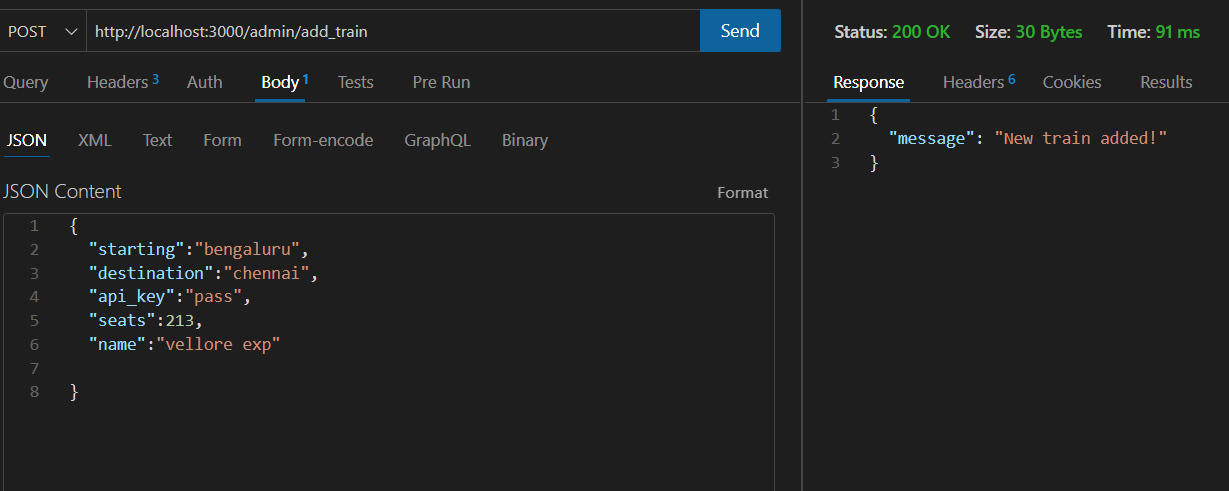 POST http://localhost:3000/admin/add_train Send
Query Headers 3 Auth Body 1 Tests Pre Run
JSON XML Text Form Form-encode GraphQL Binary
JSON Content Format
1 {
2 "starting":"bengaluru",
3 "destination":"chennai",
4 "api_key":"pass",
5 "seats":213,
6 "name":"vellore exp"
7
8 }
Status: 200 OK Size: 30 Bytes Time: 91 ms
Response Headers 6 Cookies Results
1 {
2 "message": "New train added!"
3 }